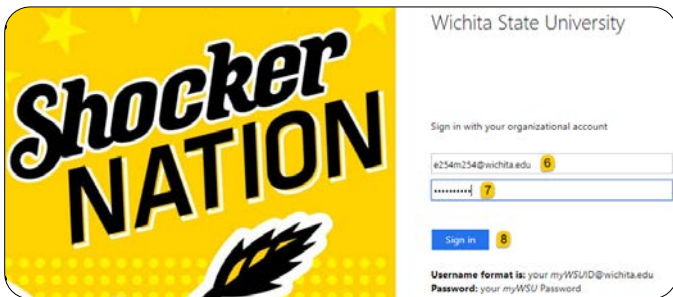 Shocker
NATION
Wichita State University
Sign in with your organizational account
e254m254@wichita.edu 6
•••••••••• 7
Sign in 8
Username format is: your myWSUID@wichita.edu
Password: your myWSU Password